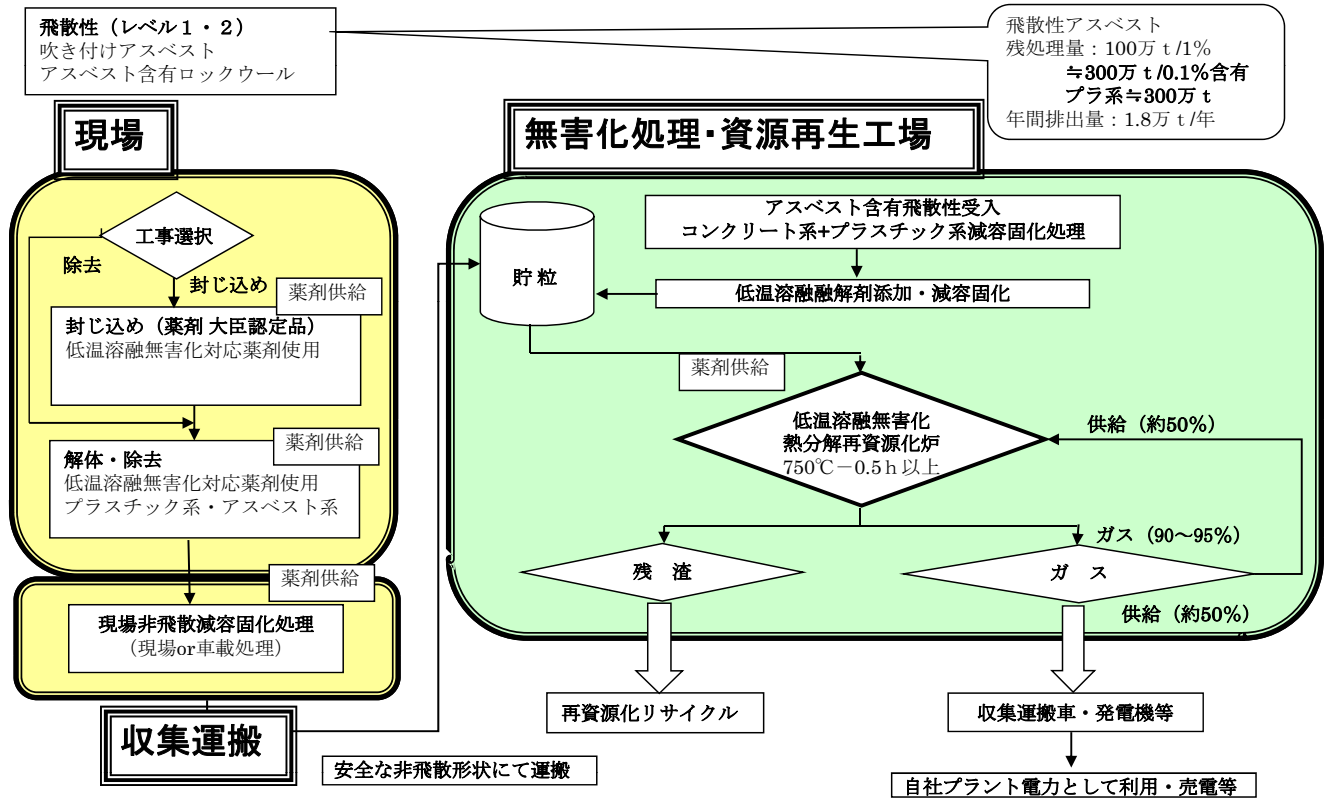 飛散性（レベル１・２）
吹き付けアスベスト
アスベスト含有ロックウール
飛散性アスベスト
残処理量：100万ｔ/1%
≒300万ｔ/0.1%含有
プラ系≒300万ｔ
年間排出量：1.8万ｔ/年
現場
工事選択
除去
封じ込め
薬剤供給
封じ込め（薬剤 大臣認定品）
低温溶融無害化対応薬剤使用
薬剤供給
解体・除去
低温溶融無害化対応薬剤使用
プラスチック系・アスベスト系
薬剤供給
現場非飛散減容固化処理
（現場or車載処理）
収集運搬
安全な非飛散形状にて運搬
無害化処理・資源再生工場
アスベスト含有飛散性受入
コンクリート系+プラスチック系減容固化処理
貯 粒
低温溶融融解剤添加・減容固化
薬剤供給
低温溶融無害化
熱分解再資源化炉
750℃－0.5ｈ以上
供給（約50%）
ガス（90～95%）
残　渣
ガ　ス
供給（約50%）
再資源化リサイクル
収集運搬車・発電機等
自社プラント電力として利用・売電等